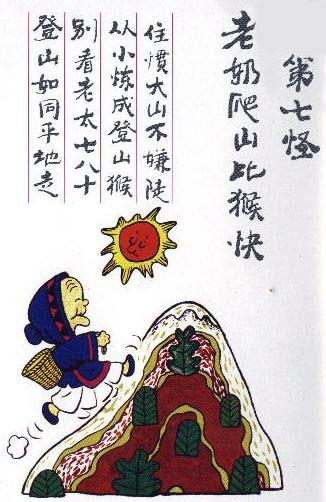 第七怪
老奶爬山比猴快
住惯大山不嫌陡
从小炼成登山猴
别看老太七八十
登山如同平地走